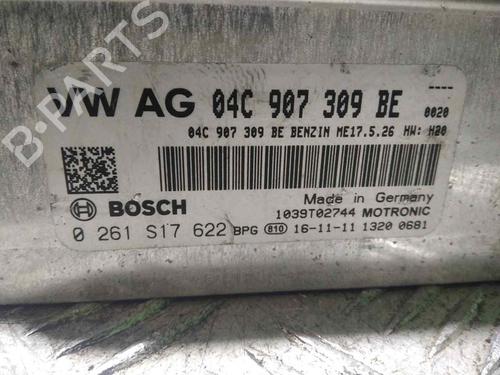 B-PARTS
VW AG 04C 907 309 BE 0020
04C 907 309 BE BENZIN ME17.5.26 HW: H20
BOSCH
Made in Germany
1039T02744 MOTRONIC
0 261 S17 622 BPG 810 16-11-11 1320 0681